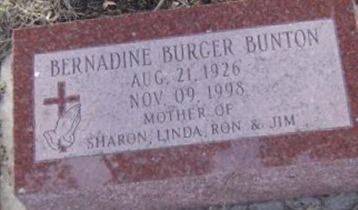 BERNADINE BURGER BUNTON
AUG. 21, 1926
NOV. 09 1998
MOTHER OF
SHARON, LINDA, RON & JIM